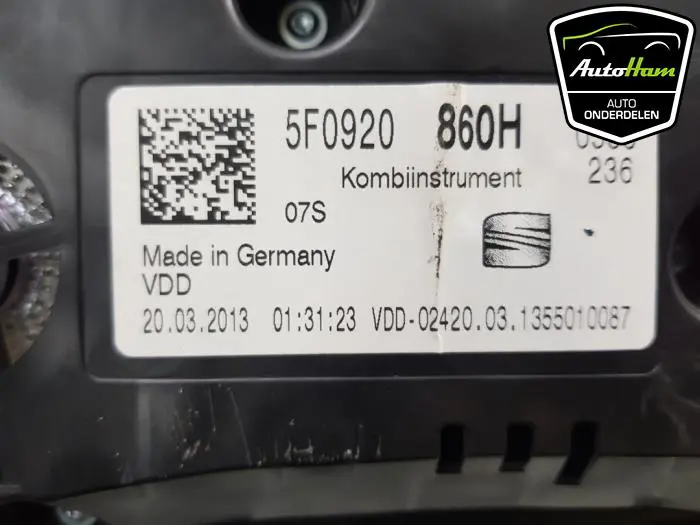 AutoHam
AUTO
ONDERDELEN
5F0920 860H
Kombiinstrument 236
07S
Made in Germany
VDD
20.03.2013 01:31:23 VDD-02420.03.1355010087